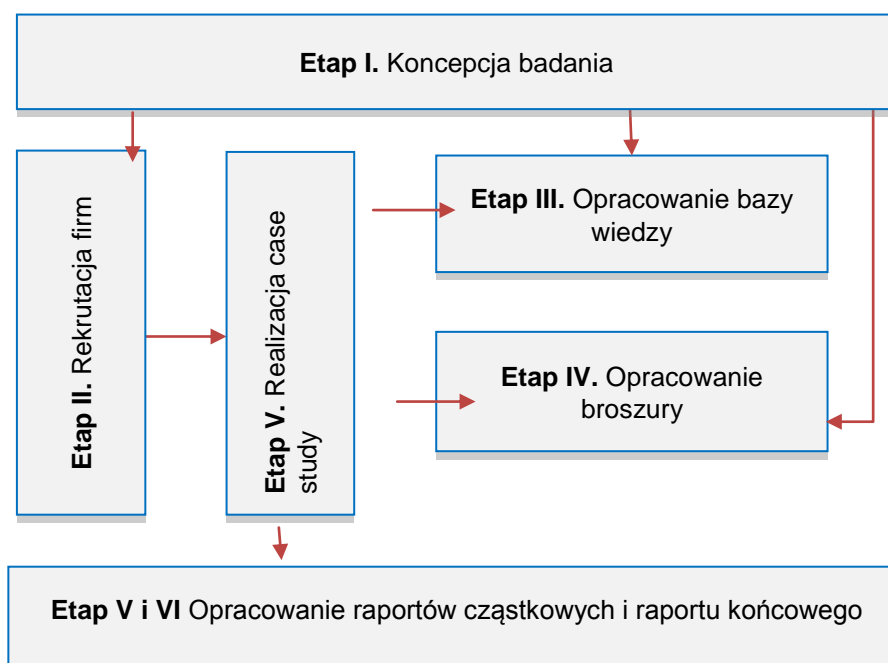 Etap I. Koncepcja badania
Etap II. Rekrutacja firm
Etap V. Realizacja case
study
Etap III. Opracowanie bazy
wiedzy
Etap IV. Opracowanie
broszury
Etap V i VI Opracowanie raportów cząstkowych i raportu końcowego